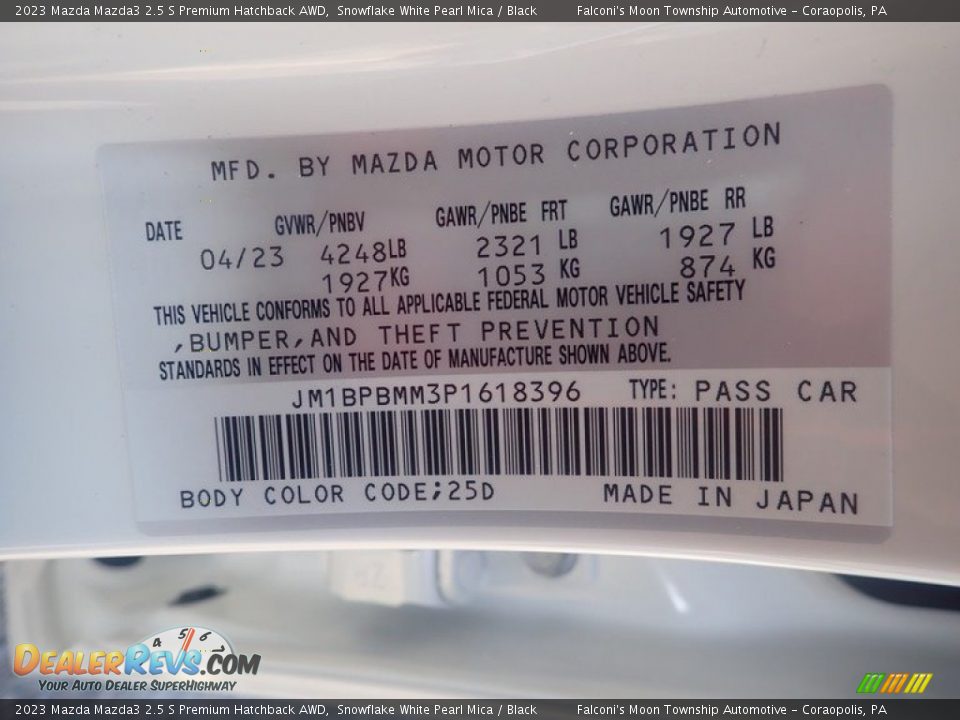 2023 Mazda Mazda3 2.5 S Premium Hatchback AWD, Snowflake White Pearl Mica / Black Falconi's Moon Township Automotive - Coraopolis, PA
MFD. BY MAZDA MOTOR CORPORATION
DATE GVWR/PNBV GAWR/PNBE FRT GAWR/PNBE RR
04/23 4248LB 2321 LB 1927 LB
1927KG 1053 KG 874 KG
THIS VEHICLE CONFORMS TO ALL APPLICABLE FEDERAL MOTOR VEHICLE SAFETY
,BUMPER,AND THEFT PREVENTION
STANDARDS IN EFFECT ON THE DATE OF MANUFACTURE SHOWN ABOVE.
JM1BPBMM3P1618396 TYPE: PASS CAR
BODY COLOR CODE;25D MADE IN JAPAN
4 5 6
DealerRevs.com
Your Auto Dealer SuperHighway
2023 Mazda Mazda3 2.5 S Premium Hatchback AWD, Snowflake White Pearl Mica / Black Falconi's Moon Township Automotive - Coraopolis, PA